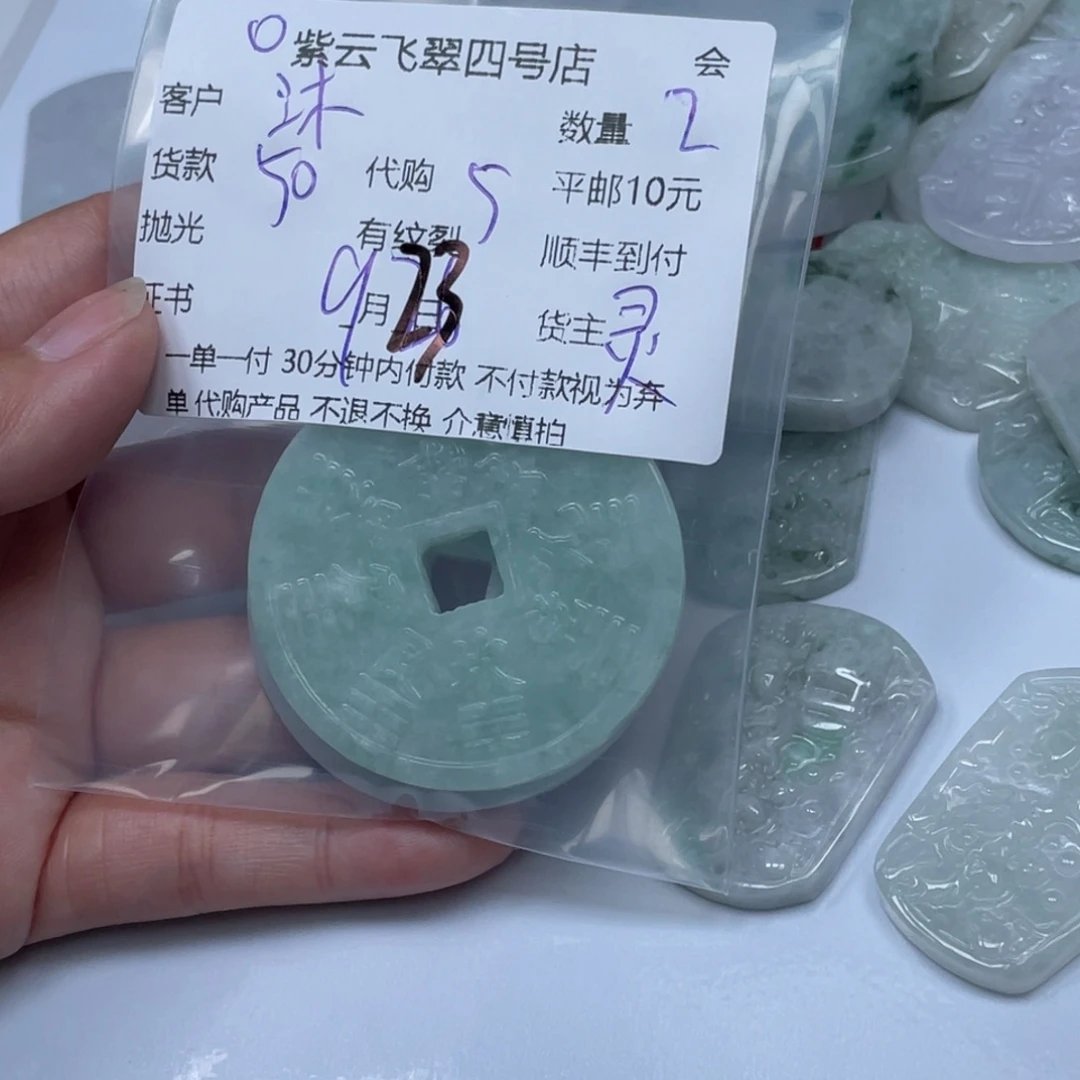 O 紫云飞翠四号店 会
客户 沐 数量 2
货款 50 代购 5 平邮10元
抛光 有纹裂 顺丰到付
证书 9月23日 货主 灵
一单一付 30分钟内付款 不付款视为弃
单 代购产品 不退不换 介意慎拍